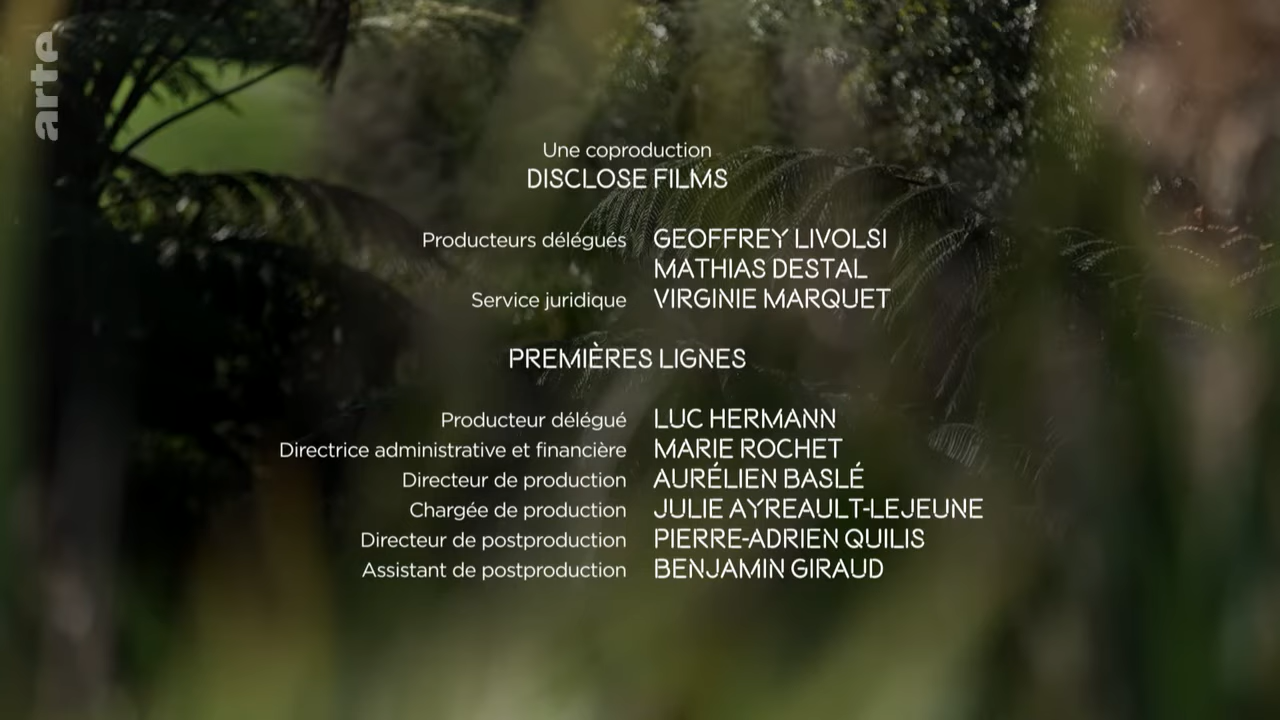 arte
Une coproduction
DISCLOSE FILMS
Producteurs délégués GEOFFREY LIVOLSI
MATHIAS DESTAL
Service juridique VIRGINIE MARQUET
PREMIÈRES LIGNES
Producteur délégué LUC HERMANN
Directrice administrative et financière MARIE ROCHET
Directeur de production AURÉLIEN BASLÉ
Chargée de production JULIE AYREAULT-LEJEUNE
Directeur de postproduction PIERRE-ADRIEN QUILIS
Assistant de postproduction BENJAMIN GIRAUD